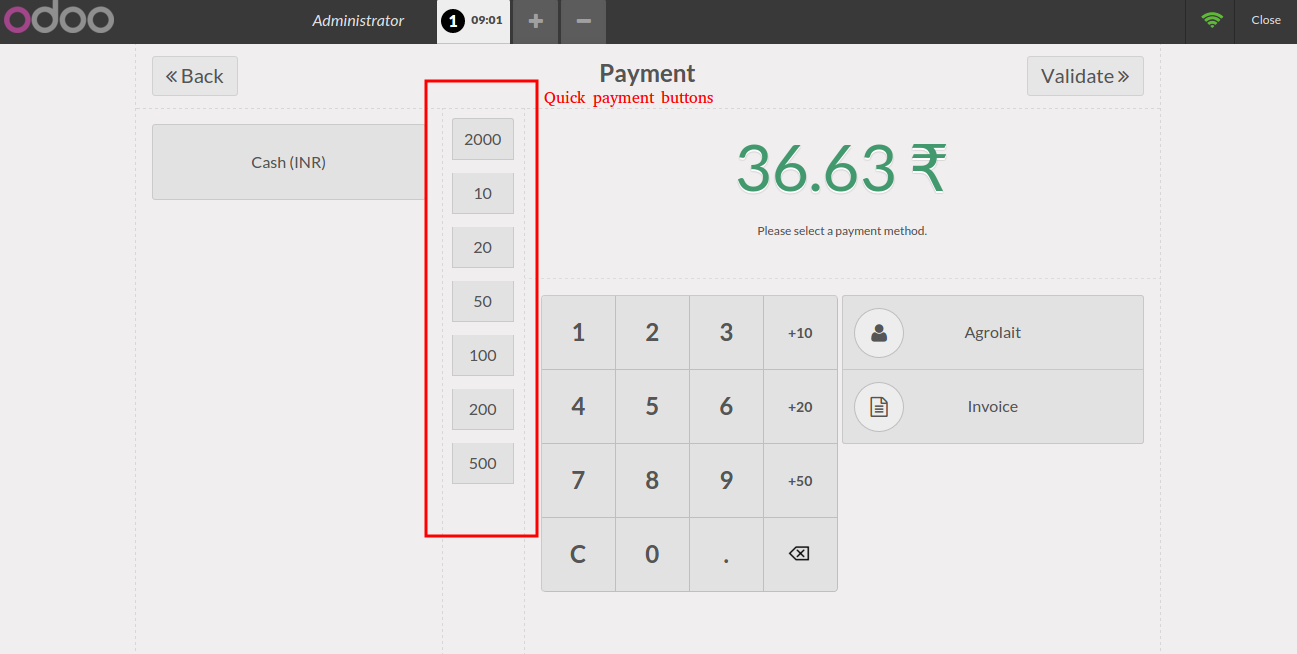 odoo
Administrator
1 09:01
Close
Back
Payment
Validate
Quick payment buttons
Cash (INR)
2000
10
20
50
100
200
500
36.63 ₹
Please select a payment method.
1 2 3 +10
4 5 6 +20
7 8 9 +50
C 0 .
Agrolait
Invoice